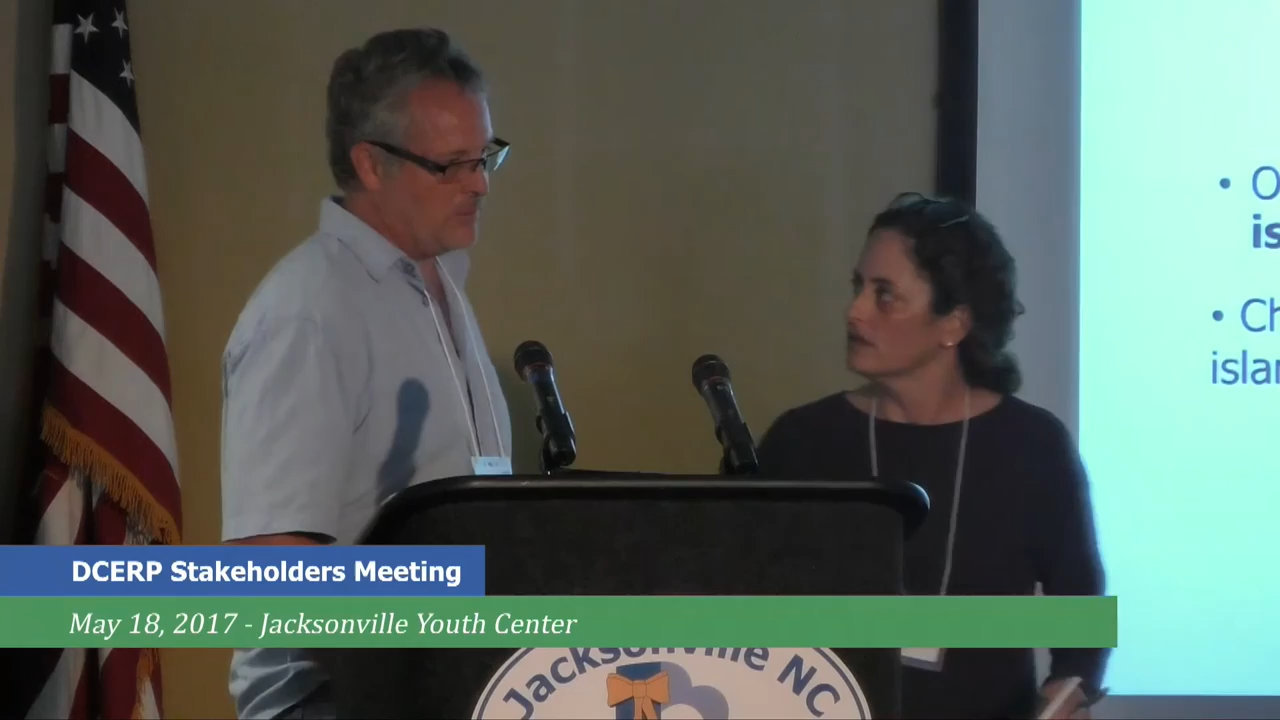 DCERP Stakeholders Meeting
May 18, 2017 - Jacksonville Youth Center
Jacksonville NC